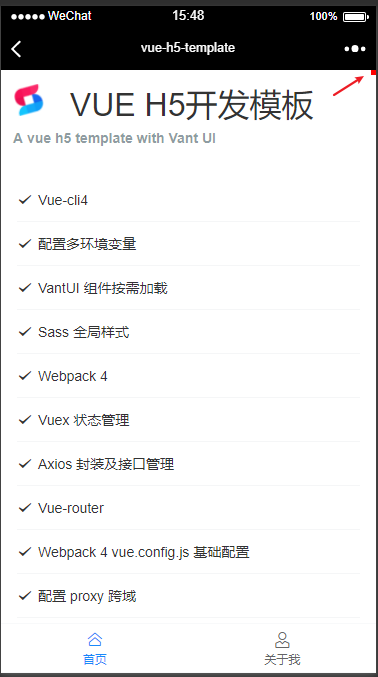 WeChat 15:48 100%
vue-h5-template
VUE H5开发模板
A vue h5 template with Vant UI
Vue-cli4
配置多环境变量
VantUI 组件按需加载
Sass 全局样式
Webpack 4
Vuex 状态管理
Axios 封装及接口管理
Vue-router
Webpack 4 vue.config.js 基础配置
配置 proxy 跨域
首页 关于我